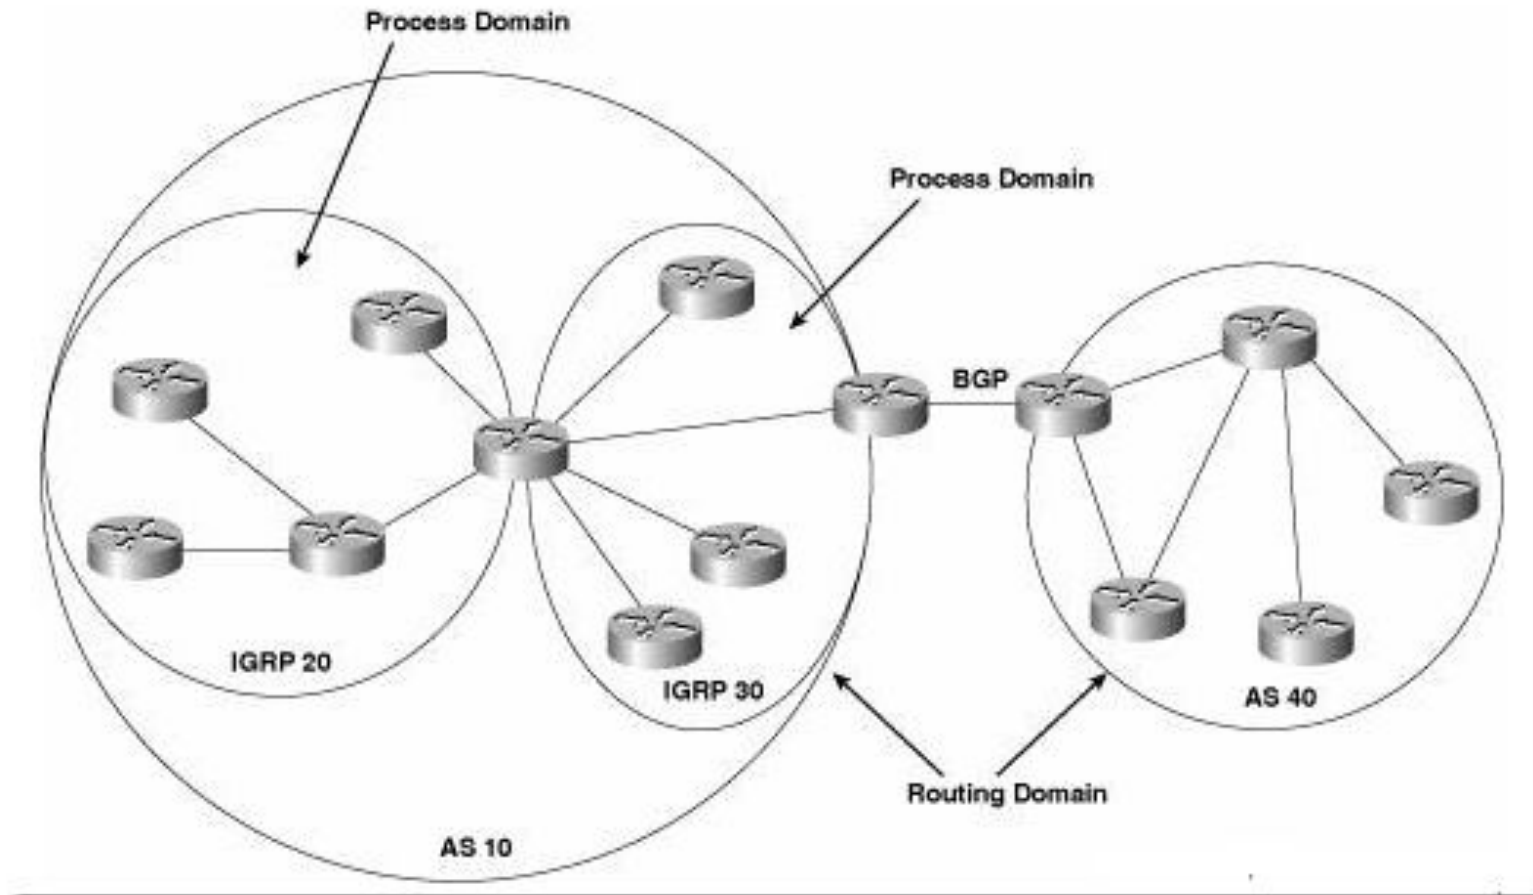 Process Domain
Process Domain
BGP
IGRP 20
IGRP 30
AS 40
Routing Domain
AS 10